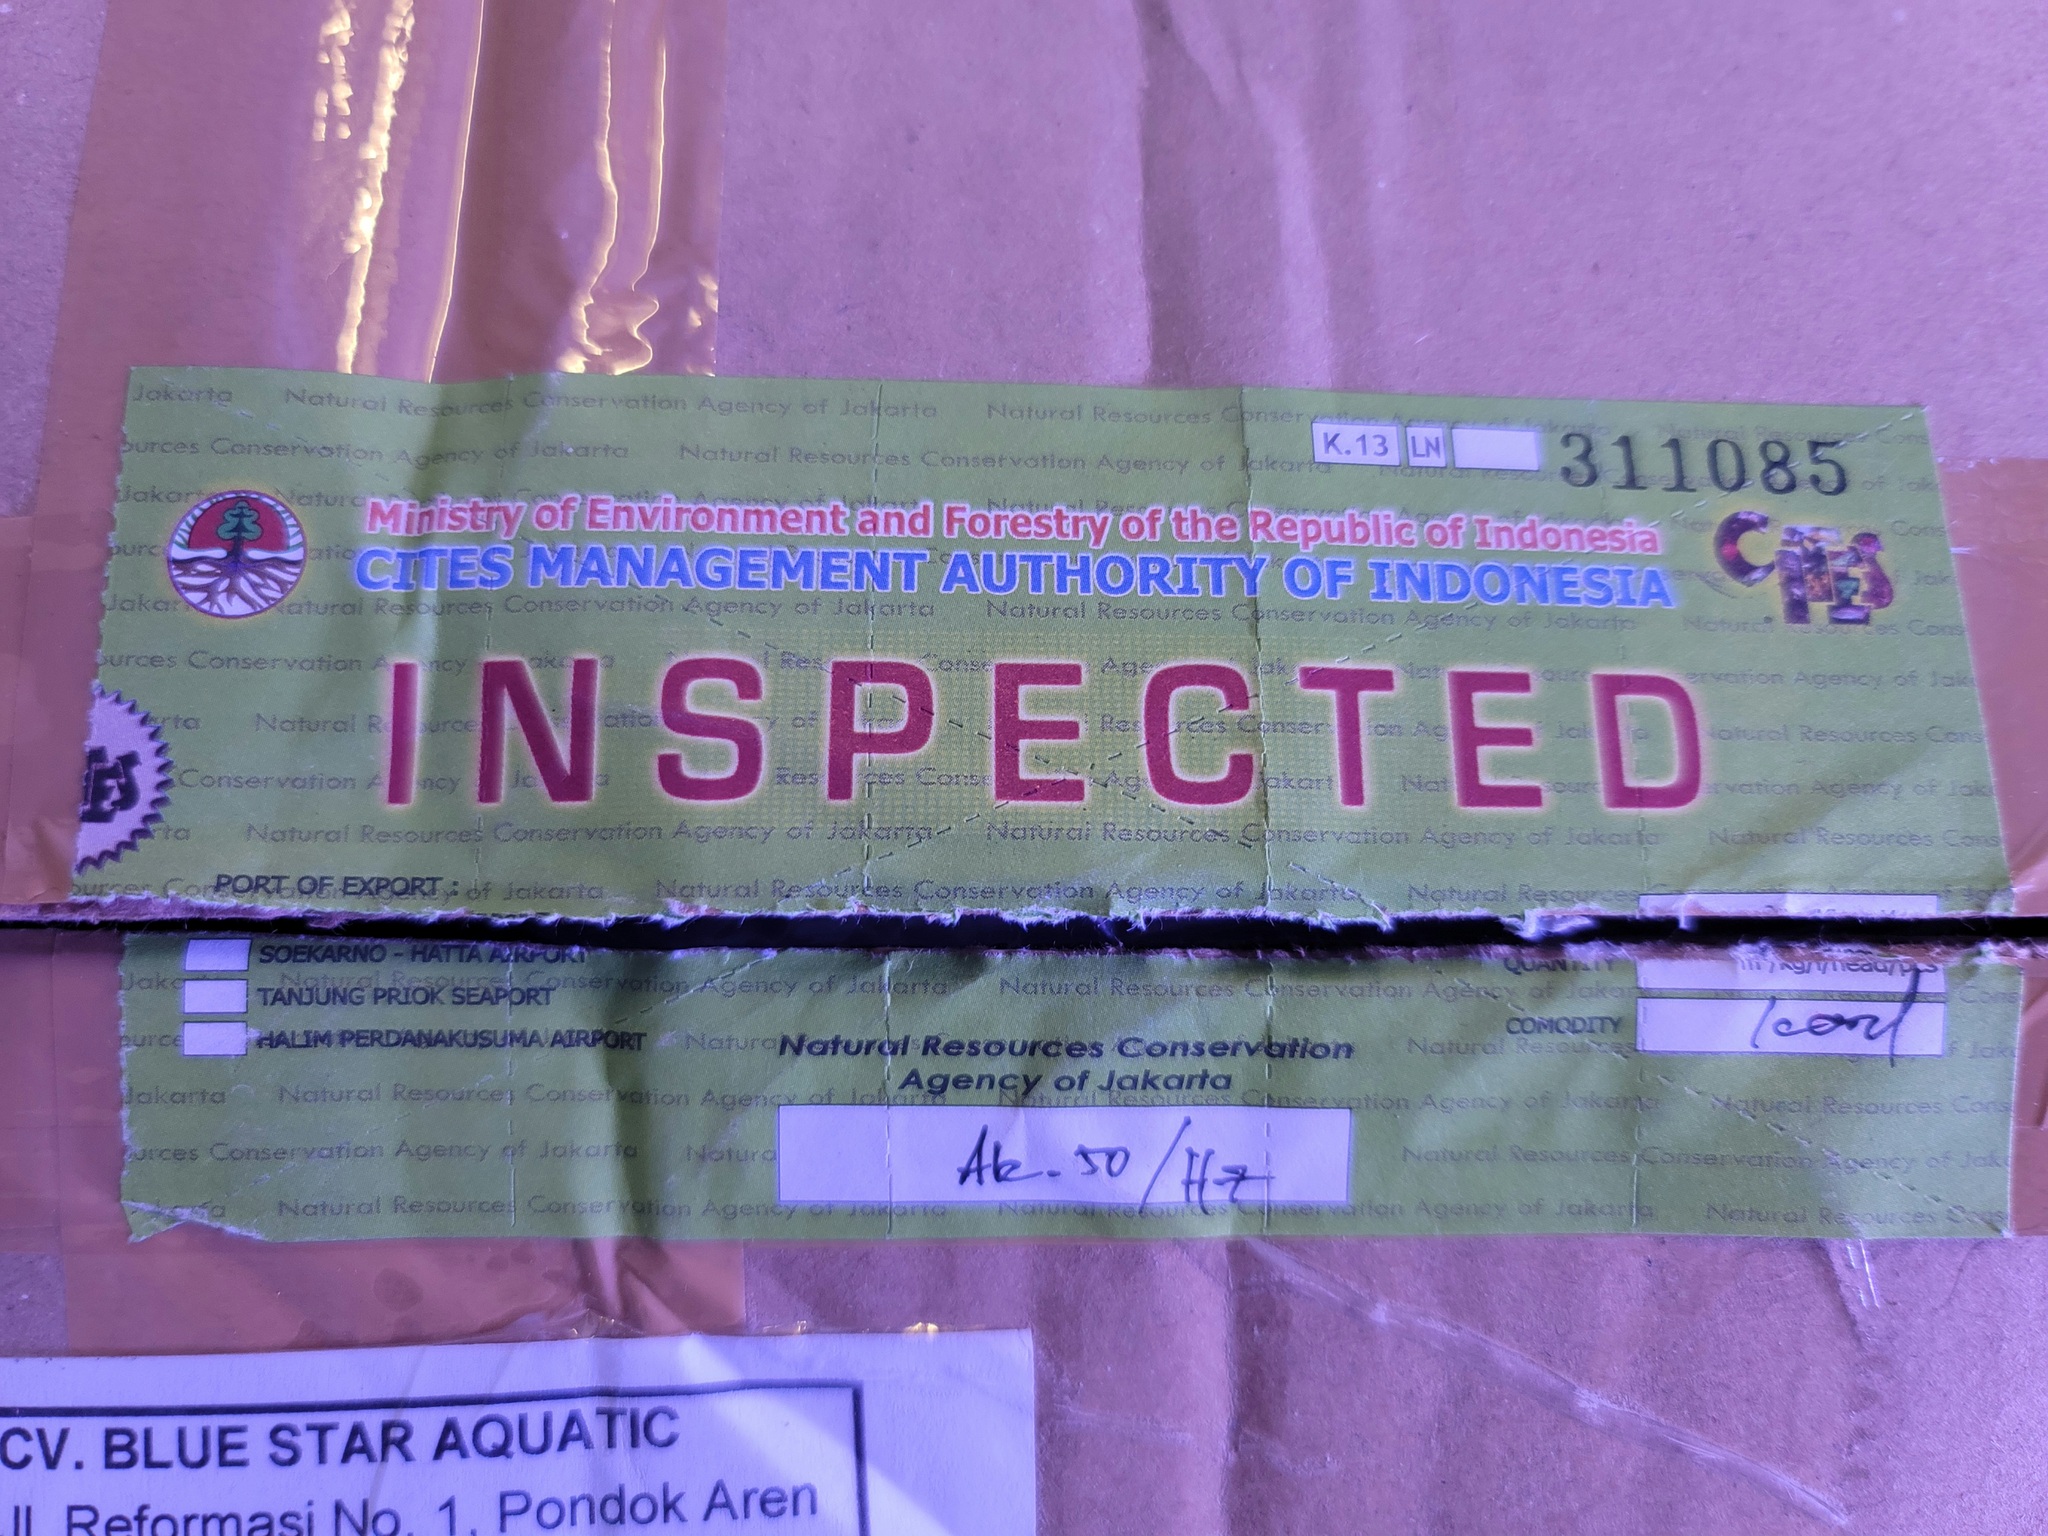 K.13 LN 311085
Ministry of Environment and Forestry of the Republic of Indonesia
CITES MANAGEMENT AUTHORITY OF INDONESIA
CITES
INSPECTED
PORT OF EXPORT :
SOEKARNO - HATTA AIRPORT
TANJUNG PRIOK SEAPORT
HALIM PERDANAKUSUMA AIRPORT
QUANTITY
COMODITY
Natural Resources Conservation
Agency of Jakarta
Ak. 50/Hz
CV. BLUE STAR AQUATIC
Jl. Reformasi No. 1, Pondok Aren